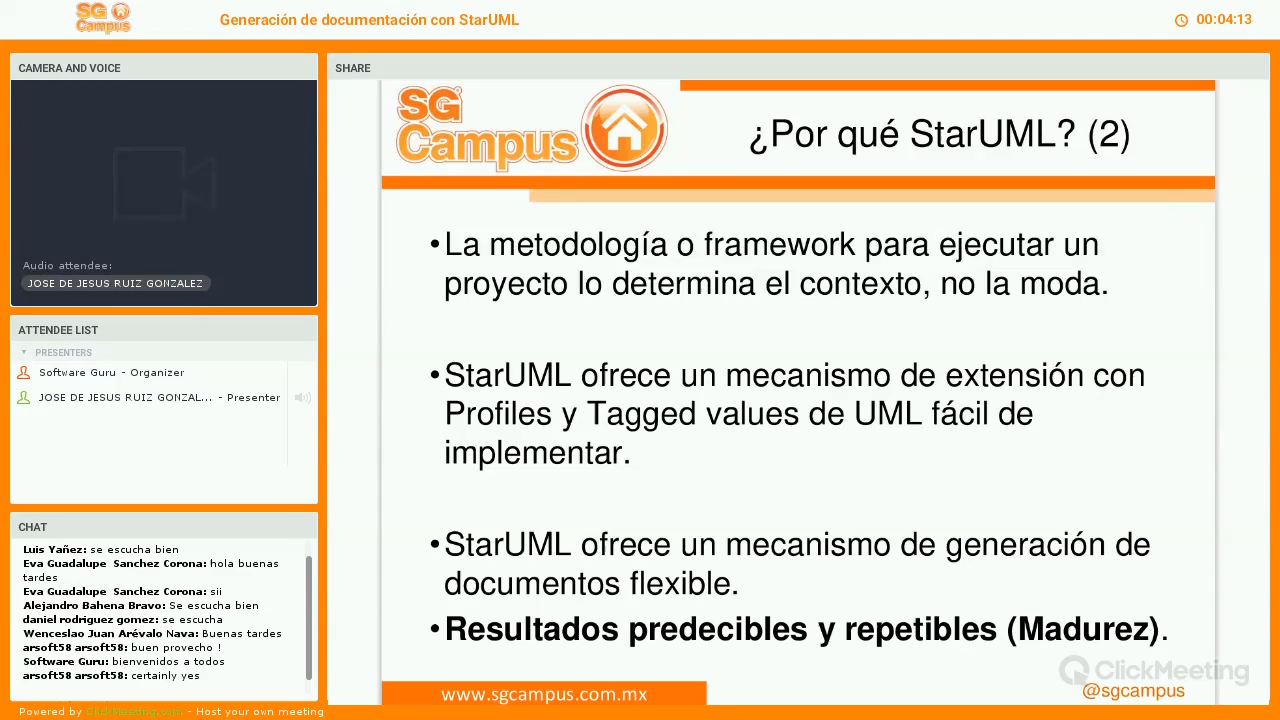 SG Campus
Generación de documentación con StarUML
00:04:13
CAMERA AND VOICE
Audio attendee:
JOSE DE JESUS RUIZ GONZALEZ
ATTENDEE LIST
PRESENTERS
Software Guru - Organizer
JOSE DE JESUS RUIZ GONZAL... - Presenter
CHAT
Luis Yañez: se escucha bien
Eva Guadalupe Sanchez Corona: hola buenas
tardes
Eva Guadalupe Sanchez Corona: sii
Alejandro Bahena Bravo: Se escucha bien
daniel rodriguez gomez: se escucha
Wenceslao Juan Arévalo Nava: Buenas tardes
arsoft58 arsoft58: buen provecho !
Software Guru: bienvenidos a todos
arsoft58 arsoft58: certainly yes
SHARE
SG
Campus
¿Por qué StarUML? (2)
•La metodología o framework para ejecutar un
proyecto lo determina el contexto, no la moda.
•StarUML ofrece un mecanismo de extensión con
Profiles y Tagged values de UML fácil de
implementar.
•StarUML ofrece un mecanismo de generación de
documentos flexible.
•Resultados predecibles y repetibles (Madurez).
ClickMeeting
www.sgcampus.com.mx
@sgcampus
Powered by ClickMeeting.com - Host your own meeting